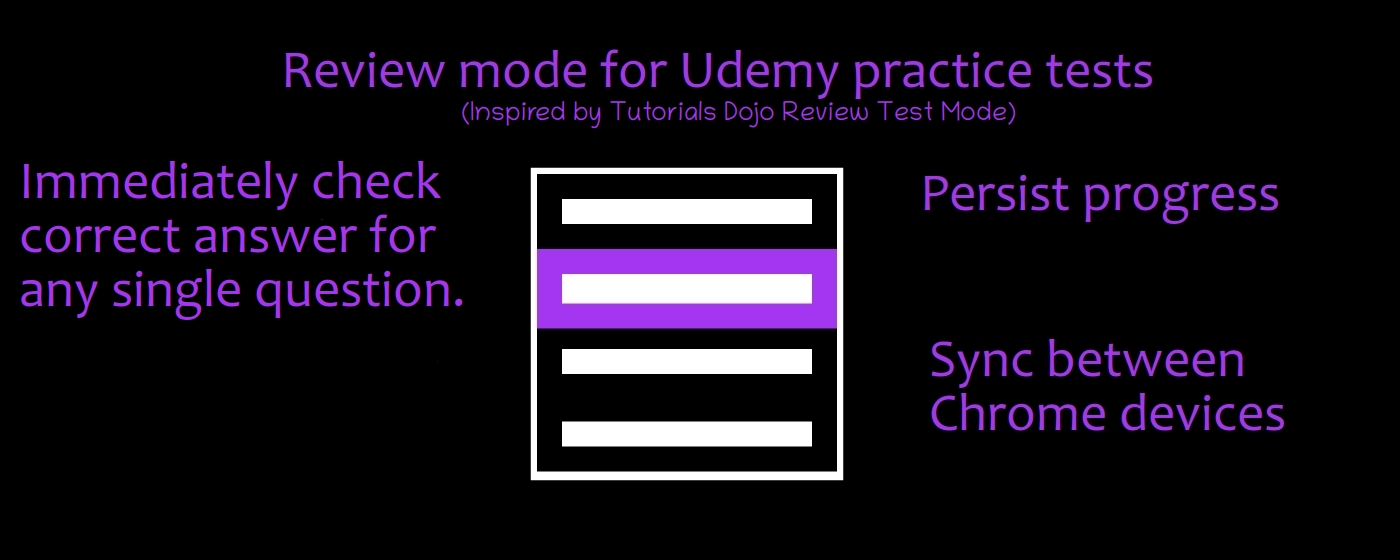 Review mode for Udemy practice tests
(Inspired by Tutorials Dojo Review Test Mode)
Immediately check
correct answer for
any single question.
Persist progress
Sync between
Chrome devices